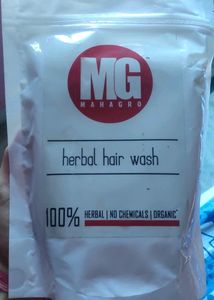 MG
MAHAGRO
herbal hair wash
100% HERBAL | NO CHEMICALS | ORGANIC*